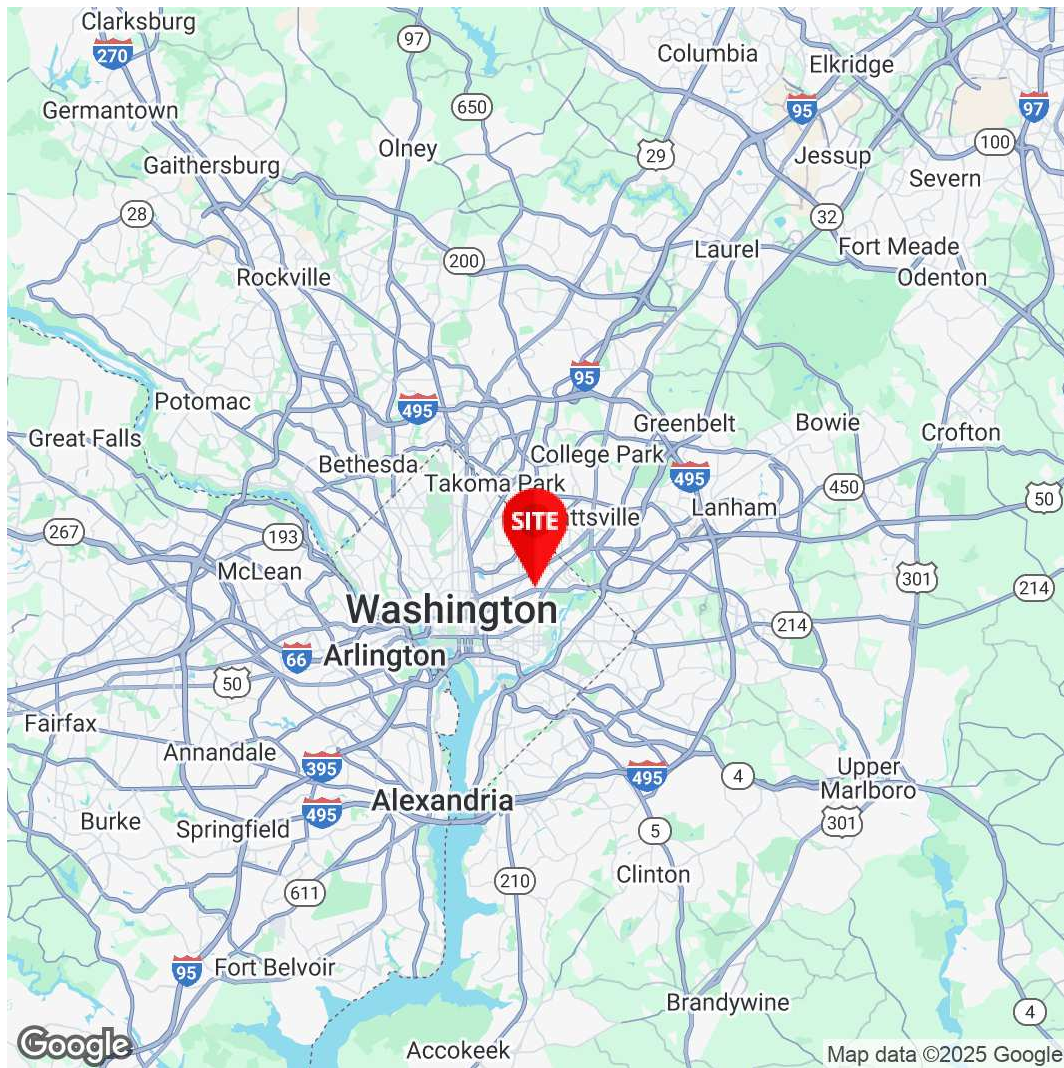 Clarksburg
270
97
Columbia
Elkridge
Germantown
650
95
97
Olney
29
100
Gaithersburg
Jessup
Severn
28
32
200
Laurel
Fort Meade
Rockville
Odenton
95
Potomac
495
Greenbelt
Bowie
Great Falls
Crofton
College Park
Bethesda
495
Takoma Park
450
50
SITE
ttsville
Lanham
267
193
McLean
301
214
Washington
214
Arlington
66
50
Fairfax
Annandale
395
495
4
Upper
Marlboro
Alexandria
495
301
Burke
Springfield
5
Clinton
611
210
95
Fort Belvoir
Brandywine
4
Google
Accokeek
Map data ©2025 Google